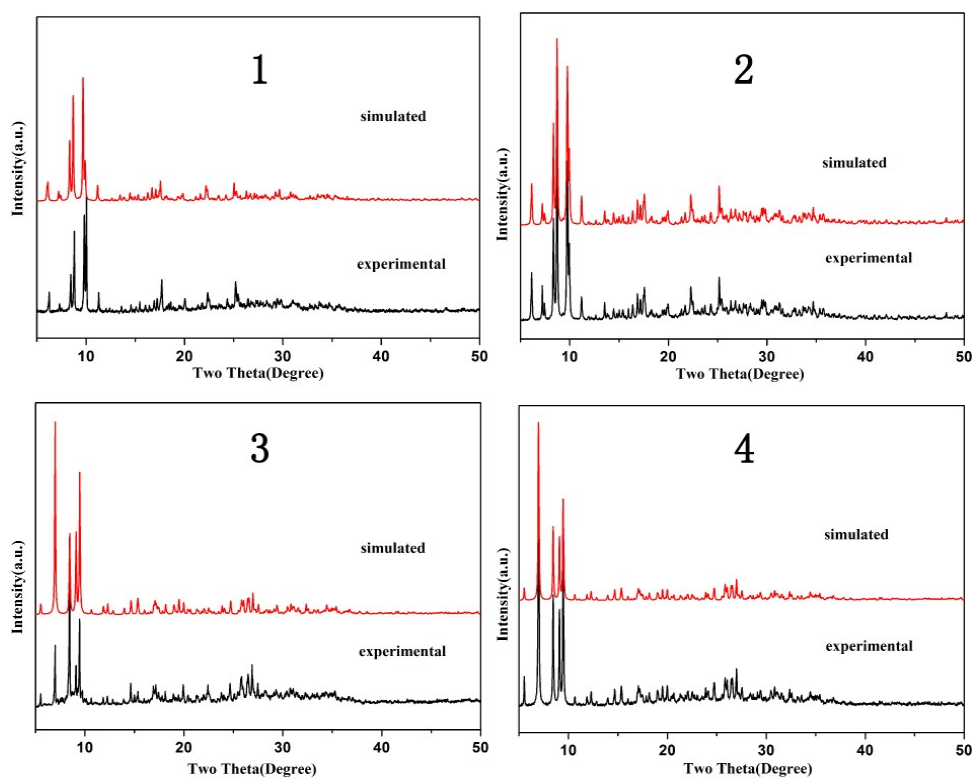 1
simulated
experimental
Intensity(a.u.)
10 20 30 40 50
Two Theta(Degree)
2
simulated
experimental
Intensity(a.u.)
10 20 30 40 50
Two Theta(Degree)
3
simulated
experimental
Intensity(a.u.)
10 20 30 40 50
Two Theta(Degree)
4
simulated
experimental
Intensity(a.u.)
10 20 30 40 50
Two Theta(Degree)